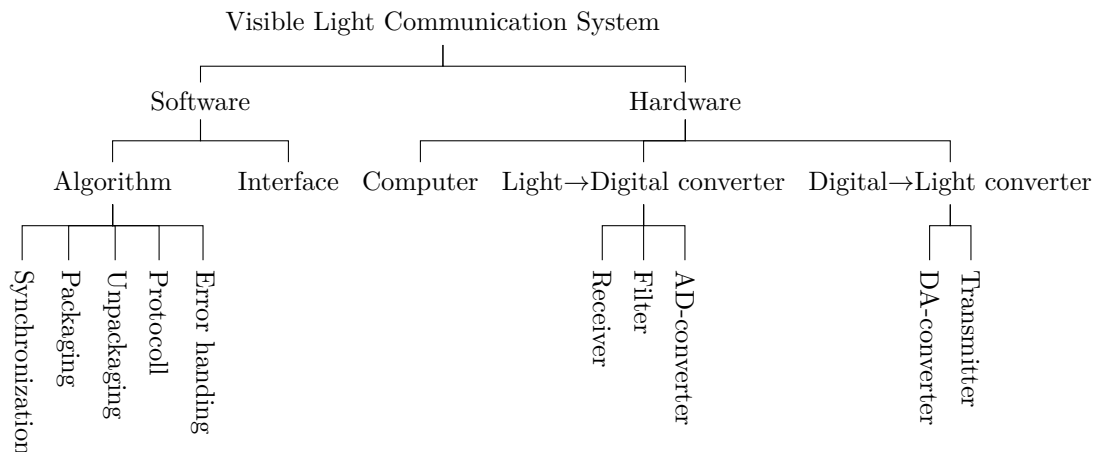 Visible Light Communication System
Software
Hardware
Algorithm
Interface
Computer
Light→Digital converter
Digital→Light converter
Synchronization
Packaging
Unpackaging
Protocoll
Error handing
Receiver
Filter
AD-converter
DA-converter
Transmitter